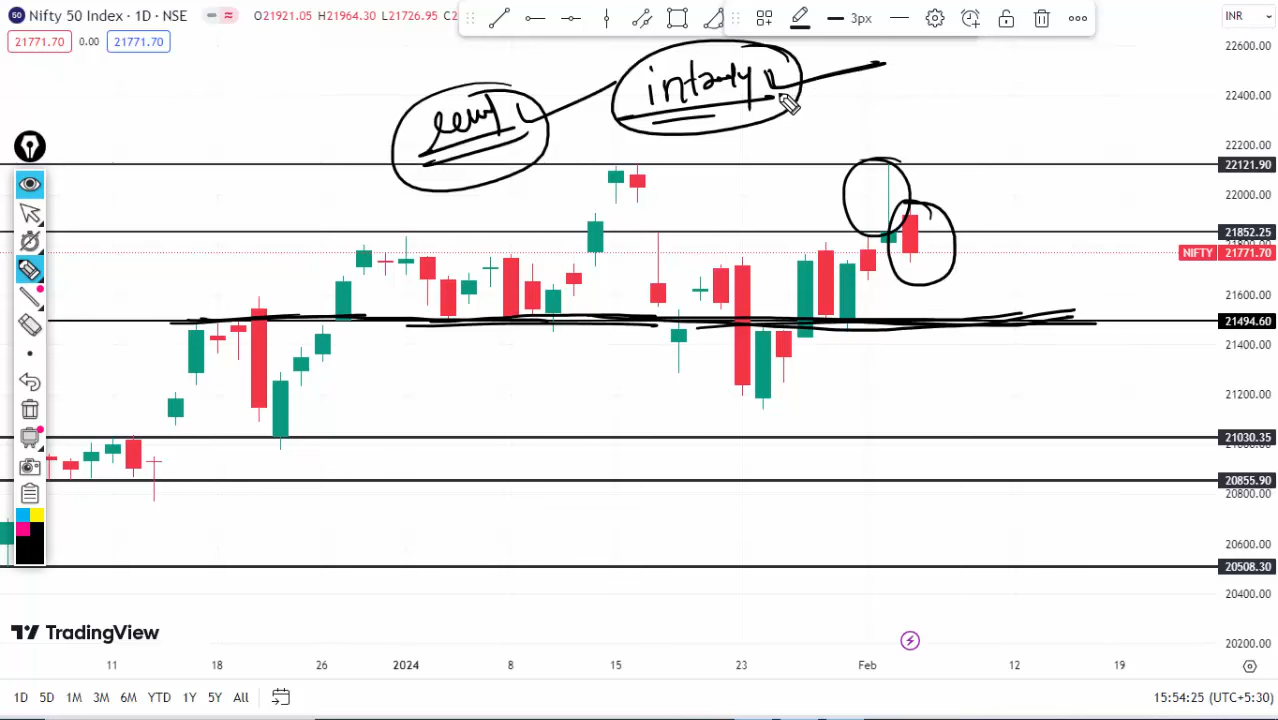 Nifty 50 Index · 1D · NSE
O21921.05 H21964.30 L21726.95 C2
3px
INR
21771.70 0.00 21771.70
22600.00
22400.00
22200.00
22121.90
22000.00
21852.25
NIFTY 21771.70
21600.00
21494.60
21400.00
21200.00
21030.35
20855.90
20800.00
20600.00
20508.30
20400.00
20200.00
TradingView
11 18 26 2024 8 15 23 Feb 12 19
1D 5D 1M 3M 6M YTD 1Y 5Y All
15:54:25 (UTC+5:30)